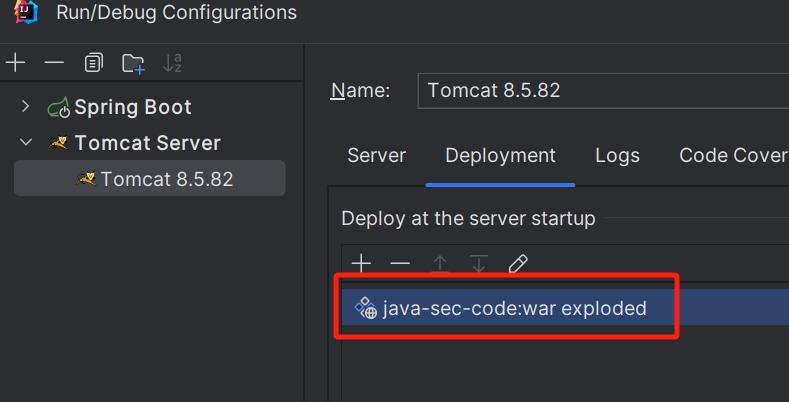 Run/Debug Configurations
Name: Tomcat 8.5.82
Spring Boot
Tomcat Server
Tomcat 8.5.82
Server Deployment Logs Code Cover
Deploy at the server startup
java-sec-code:war exploded